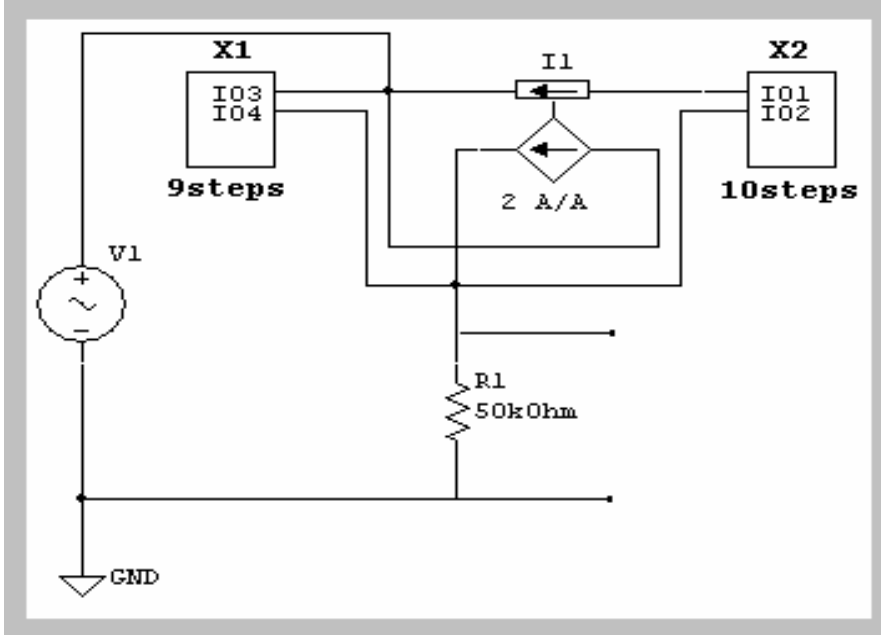 X1
I1
X2
IO3
IO4
IO1
IO2
9steps
2 A/A
10steps
V1
+
−
R1
50kOhm
GND